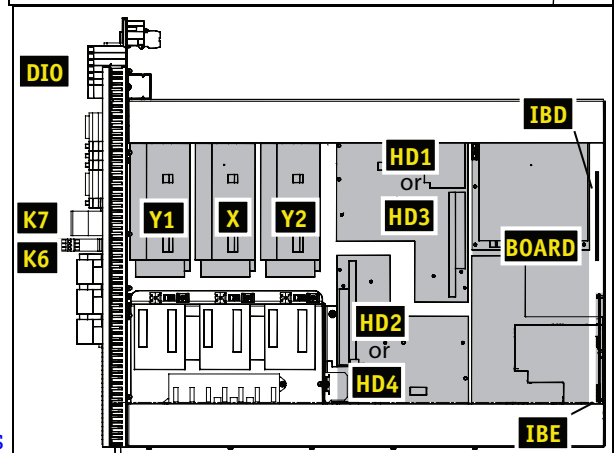 DIO
IBD
HD1
or
HD3
K7
K6
Y1
X
Y2
BOARD
HD2
or
HD4
IBE
s